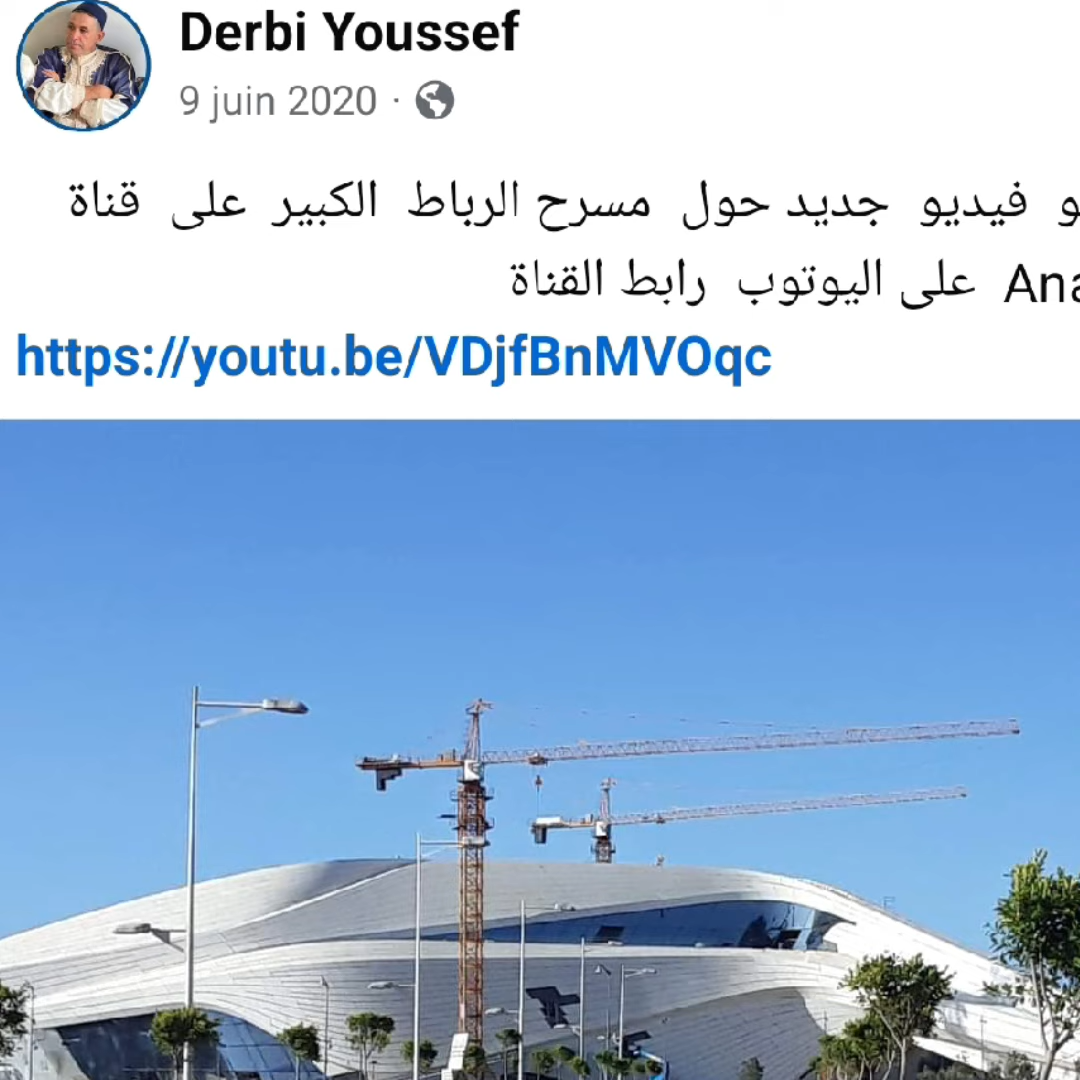 Derbi Youssef
9 juin 2020 ·
فيديو جديد حول مسرح الرباط الكبير على قناة
على اليوتوب رابط القناة
https://youtu.be/VDjfBnMVOqc